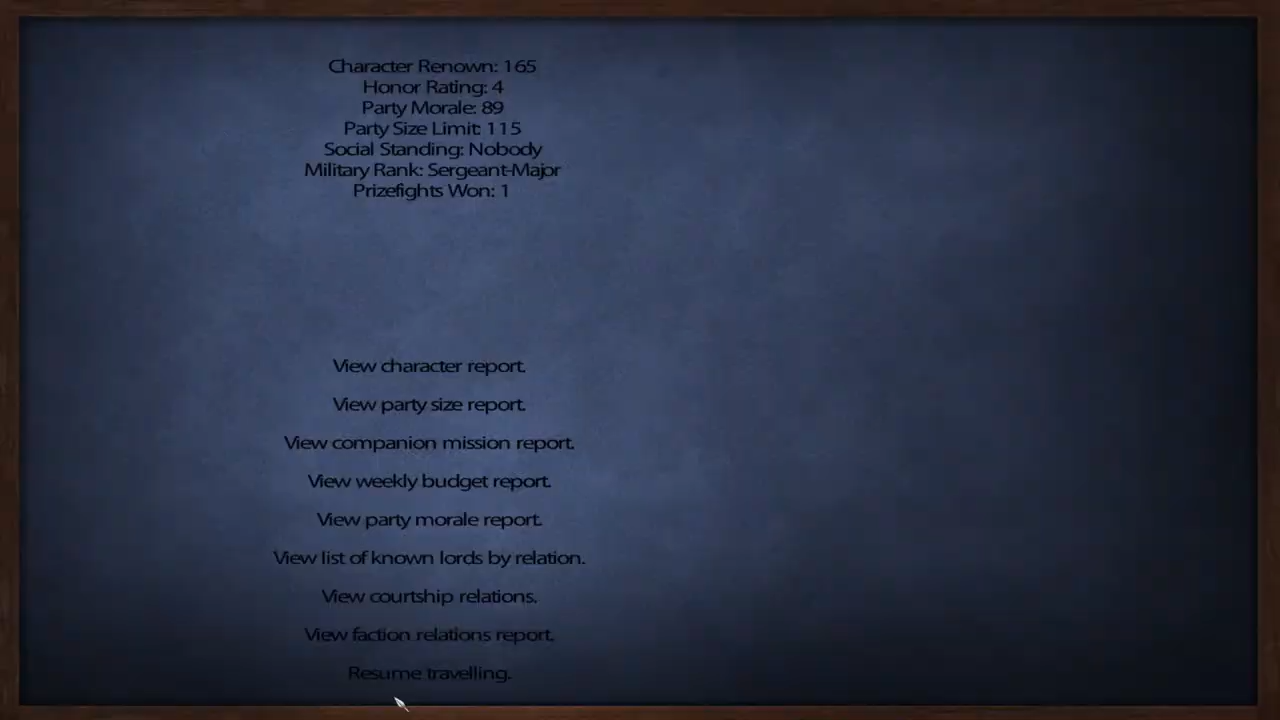 Character Renown: 165
Honor Rating: 4
Party Morale: 89
Party Size Limit: 115
Social Standing: Nobody
Military Rank: Sergeant-Major
Prizefights Won: 1
View character report.
View party size report.
View companion mission report.
View weekly budget report.
View party morale report.
View list of known lords by relation.
View courtship relations.
View faction relations report.
Resume travelling.